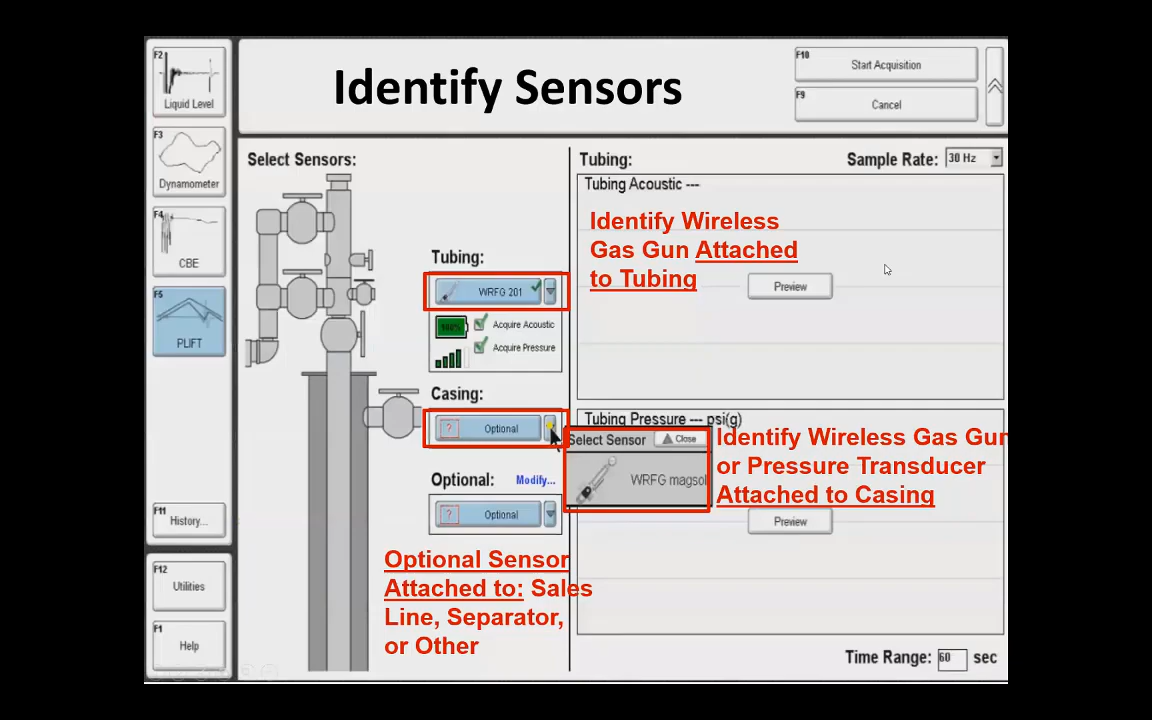 Identify Sensors
F2
Liquid Level
F3
Dynamometer
F4
CBE
F5
PLIFT
F11
History...
F12
Utilities
F1
Help
F10
Start Acquisition
F9
Cancel
Select Sensors:
Tubing:
WRFG 201
100%
Acquire Acoustic
Acquire Pressure
Casing:
?
Optional
Optional:
Modify...
?
Optional
Optional Sensor
Attached to: Sales
Line, Separator,
or Other
Tubing:
Sample Rate:
30 Hz
Tubing Acoustic ---
Identify Wireless
Gas Gun Attached
to Tubing
Preview
Tubing Pressure --- psi(g)
Select Sensor
Close
WRFG magsol
Identify Wireless Gas Gun
or Pressure Transducer
Attached to Casing
Preview
Time Range:
60
sec